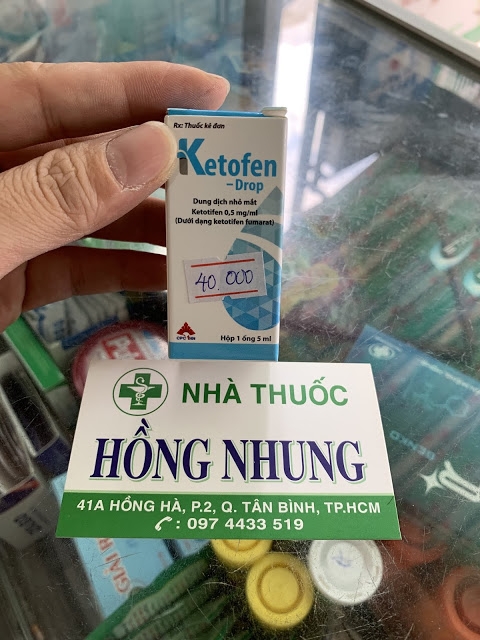 Rx: Thuốc kê đơn
Ketofen
-Drop
Dung dịch nhỏ mắt
Ketotifen 0,5 mg/ml
(Dưới dạng ketotifen fumarat)
40.000
Hộp 1 ống 5 ml
NHÀ THUỐC
HỒNG NHUNG
41A HỒNG HÀ, P.2, Q. TÂN BÌNH, TP.HCM
: 097 4433 519
GIẢI R